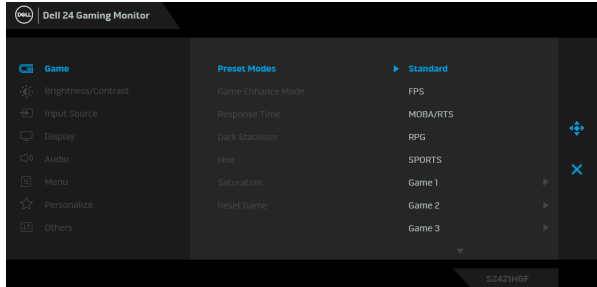 DELL
Dell 24 Gaming Monitor
Game
Brightness/Contrast
Input Source
Display
Audio
Menu
Personalize
Others
Preset Modes
Game Enhance Mode
Response Time
Dark Stabilizer
Hue
Saturation
Reset Game
Standard
FPS
MOBA/RTS
RPG
SPORTS
Game 1
Game 2
Game 3
S2421HGF